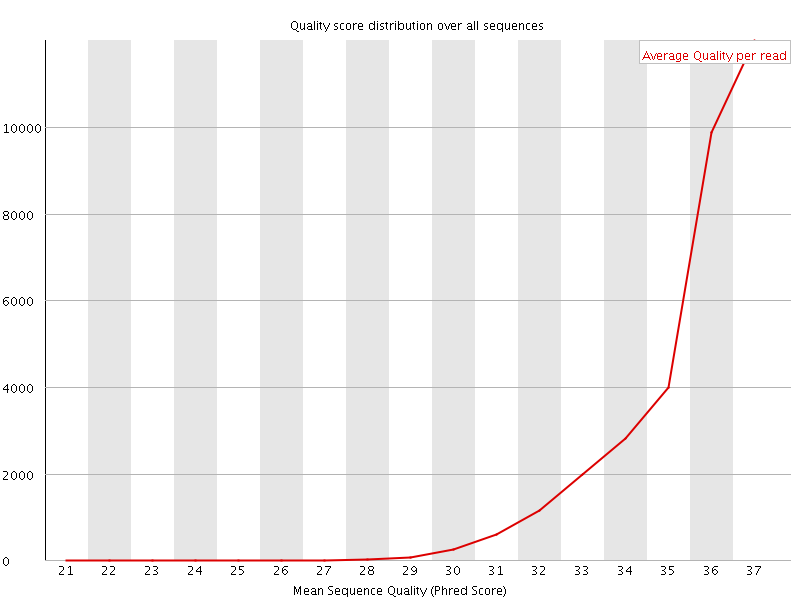 Quality score distribution over all sequences
Average Quality per read
10000
8000
6000
4000
2000
0
21 22 23 24 25 26 27 28 29 30 31 32 33 34 35 36 37
Mean Sequence Quality (Phred Score)